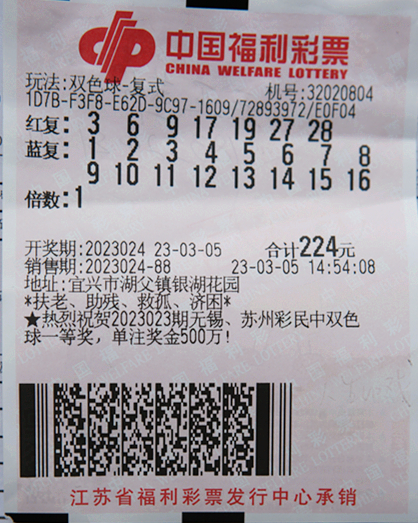 中国福利彩票
CHINA WELFARE LOTTERY
玩法:双色球-复式 机号:32020804
1D7B-F3F8-E62D-9C97-1609/72893972/E0F04
红复: 3 6 9 17 19 27 28
蓝复: 1 2 3 4 5 6 7 8
9 10 11 12 13 14 15 16
倍数:1
开奖期:2023024 23-03-05 合计224元
销售期:2023024-88 23-03-05 14:54:08
地址:宜兴市湖父镇银湖花园
*扶老、助残、救孤、济困*
★热烈祝贺2023023期无锡、苏州彩民中双色
球一等奖,单注奖金500万!
江苏省福利彩票发行中心承销